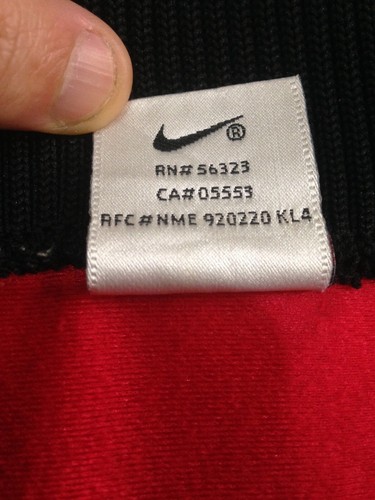 ®
RN# 56323
CA# 05553
RFC # NME 920220 KL4